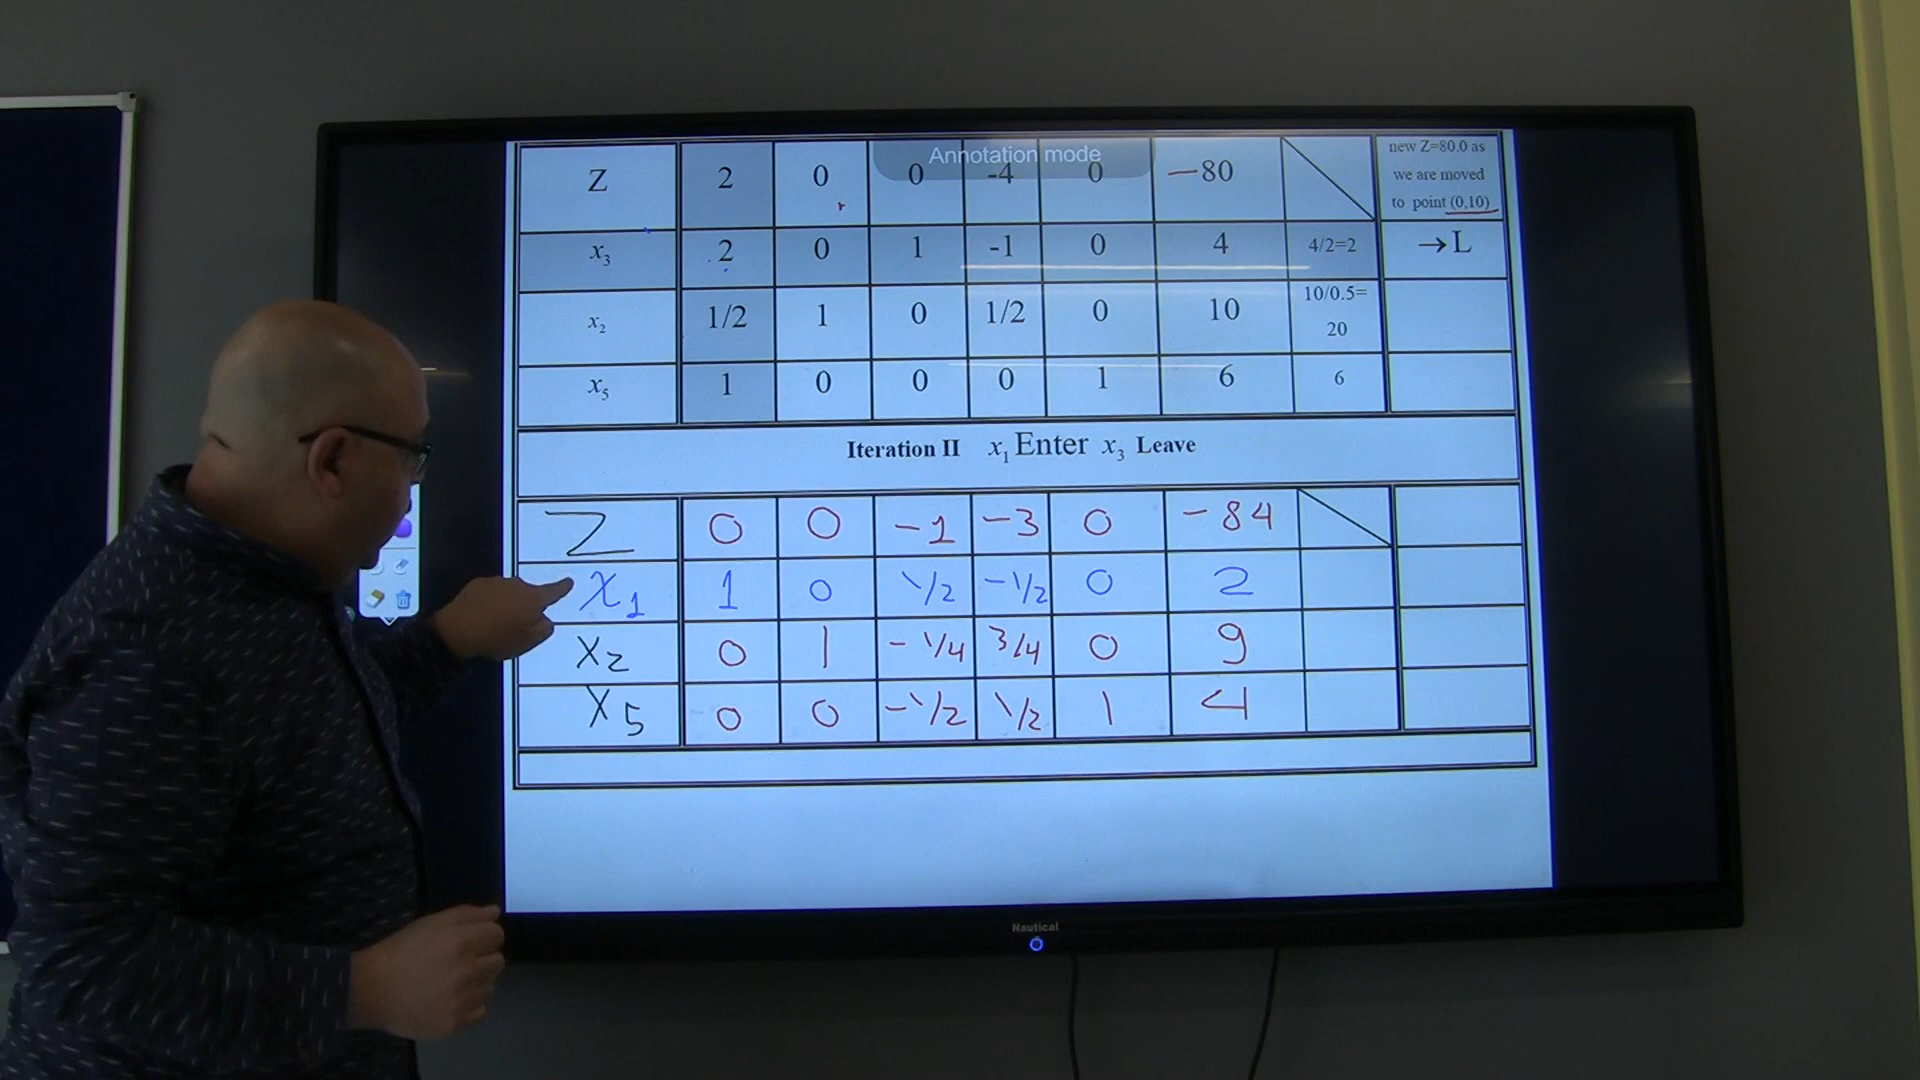 Annotation mode
Z 2 0 0 -4 0 —80 new Z=80.0 as
we are moved
to point (0,10)
x3 2 0 1 -1 0 4 4/2=2 →L
x2 1/2 1 0 1/2 0 10 10/0.5=
20
x5 1 0 0 0 1 6 6
Iteration II x1 Enter x3 Leave
Z 0 0 -1 -3 0 -84
x1 1 0 1/2 -1/2 0 2
x2 0 1 -1/4 3/4 0 9
x5 0 0 -1/2 1/2 1 4
Nautical